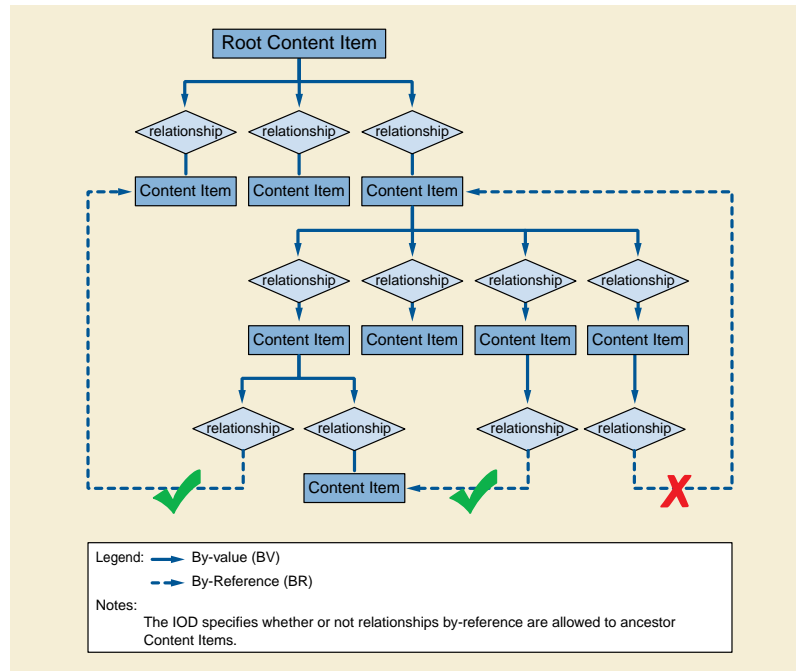 Root Content Item
relationship
relationship
relationship
Content Item
Content Item
Content Item
relationship
relationship
relationship
relationship
Content Item
Content Item
Content Item
Content Item
relationship
relationship
relationship
relationship
Content Item
Legend:
By-value (BV)
By-Reference (BR)
Notes:
The IOD specifies whether or not relationships by-reference are allowed to ancestor
Content Items.